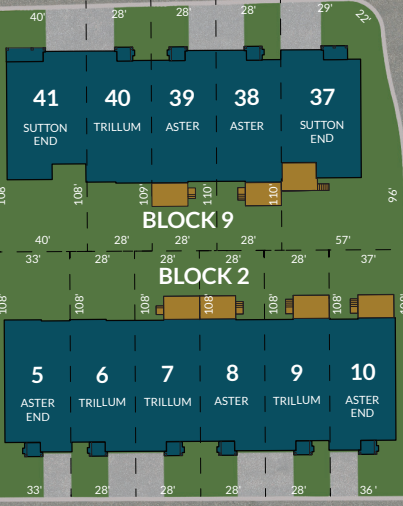 40' 28' 28' 28' 29' 22'
41 40 39 38 37
SUTTON END TRILLUM ASTER ASTER SUTTON END
108' 108' 109' 110' 110' 96'
BLOCK 9
40' 28' 28' 28' 57'
33' 28' 28' 28' 28' 37'
BLOCK 2
108' 108' 108' 108' 108' 108' 108'
5 6 7 8 9 10
ASTER END TRILLUM TRILLUM ASTER TRILLUM ASTER END
33' 28' 28' 28' 28' 36 '